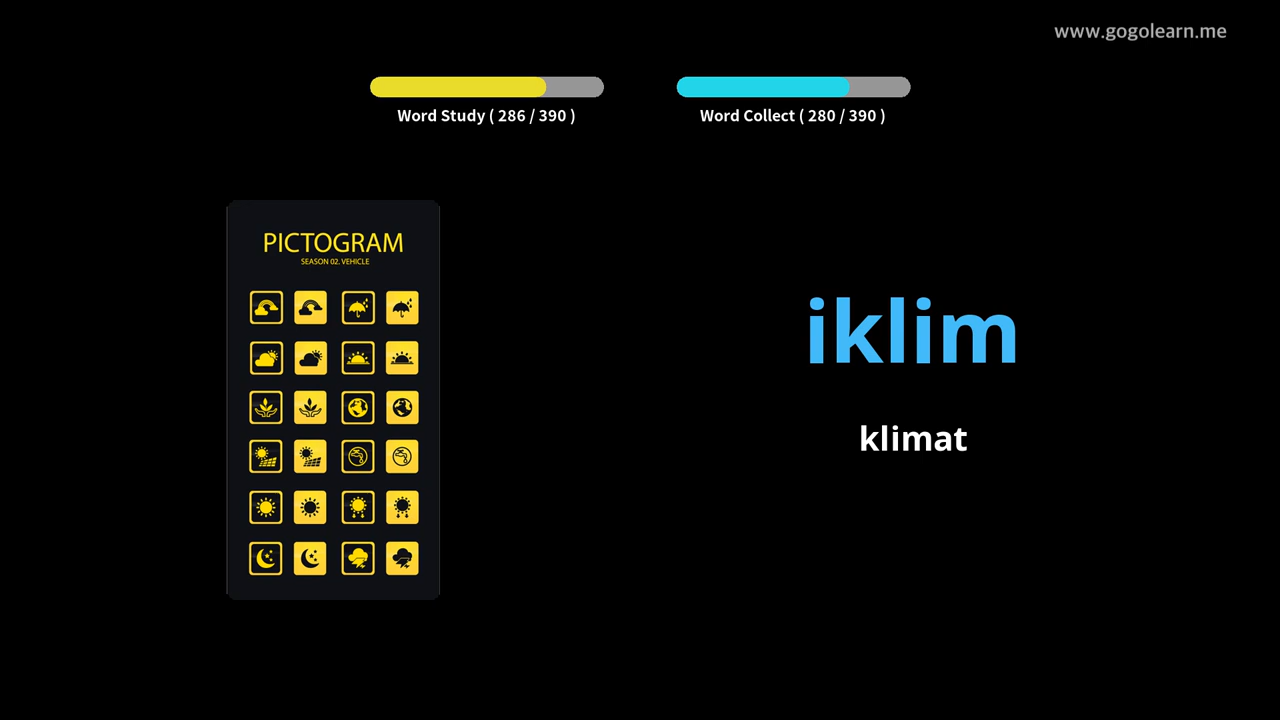 www.gogolearn.me
Word Study ( 286 / 390 )
Word Collect ( 280 / 390 )
PICTOGRAM
SEASON 02. VEHICLE
iklim
klimat